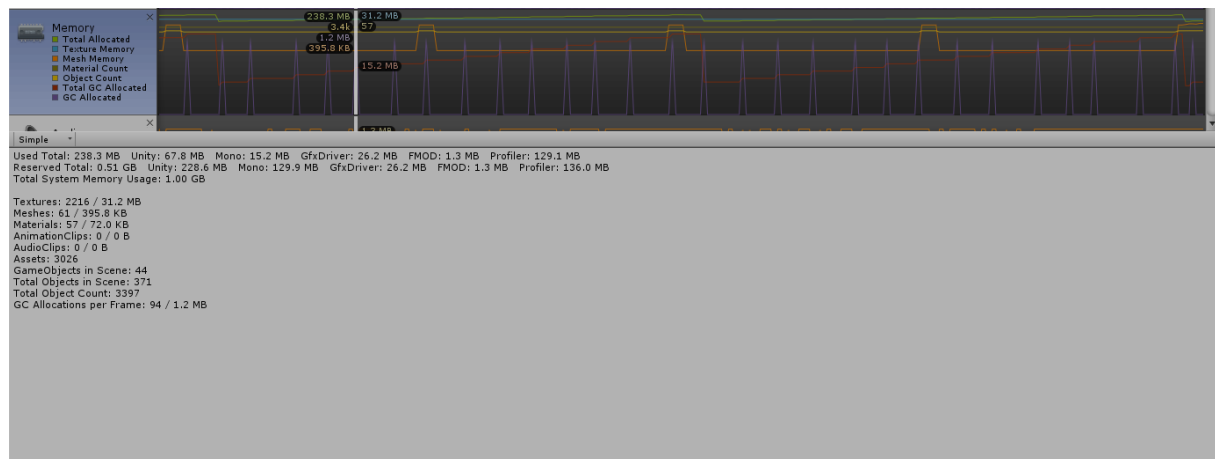 Memory
Total Allocated
Texture Memory
Mesh Memory
Material Count
Object Count
Total GC Allocated
GC Allocated
238.3 MB
31.2 MB
3.4k
57
1.2 MB
395.8 KB
15.2 MB
1.3 MB
Simple
Used Total: 238.3 MB Unity: 67.8 MB Mono: 15.2 MB GfxDriver: 26.2 MB FMOD: 1.3 MB Profiler: 129.1 MB
Reserved Total: 0.51 GB Unity: 228.6 MB Mono: 129.9 MB GfxDriver: 26.2 MB FMOD: 1.3 MB Profiler: 136.0 MB
Total System Memory Usage: 1.00 GB
Textures: 2216 / 31.2 MB
Meshes: 61 / 395.8 KB
Materials: 57 / 72.0 KB
AnimationClips: 0 / 0 B
AudioClips: 0 / 0 B
Assets: 3026
GameObjects in Scene: 44
Total Objects in Scene: 371
Total Object Count: 3397
GC Allocations per Frame: 94 / 1.2 MB